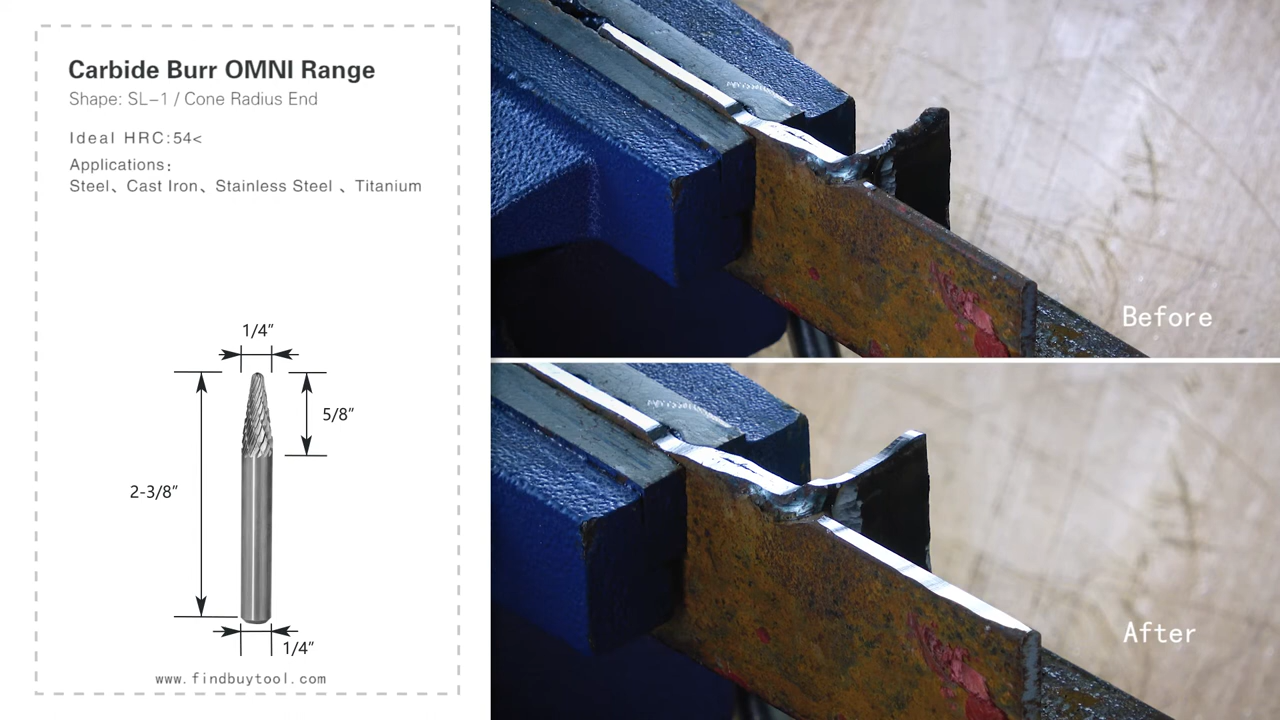 Carbide Burr OMNI Range
Shape: SL-1 / Cone Radius End
Ideal HRC:54<
Applications：
Steel、Cast Iron、Stainless Steel 、Titanium
1/4”
5/8”
2-3/8”
1/4”
www.findbuytool.com
Before
After